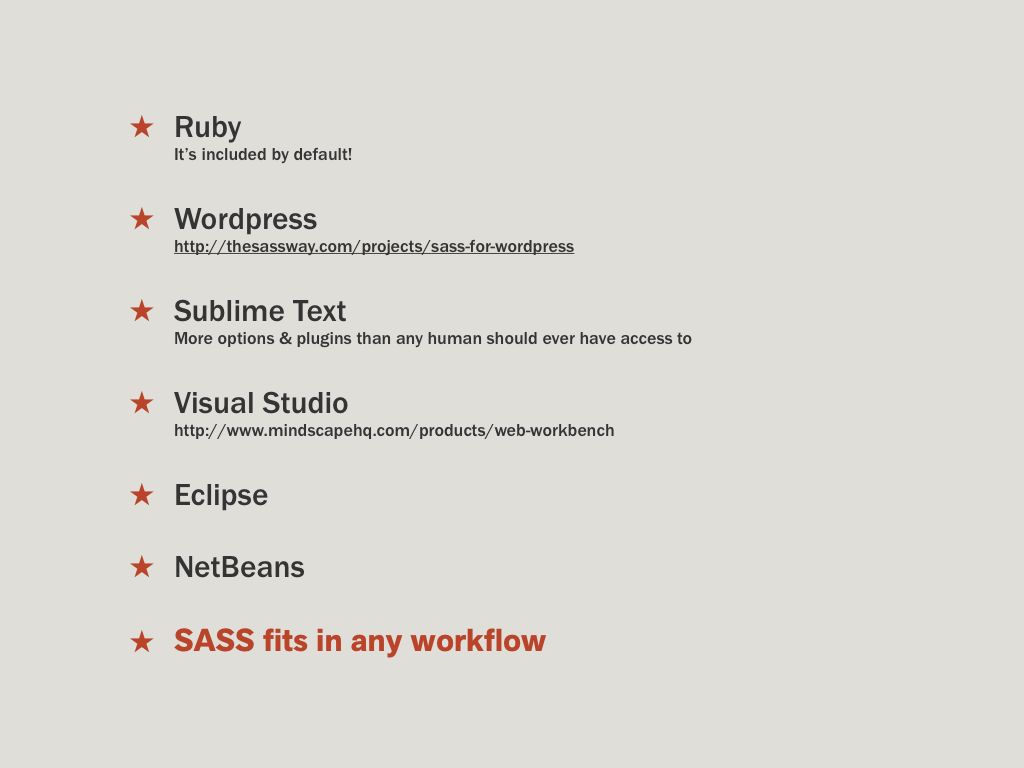 ★ Ruby
It’s included by default!
★ Wordpress
http://thesassway.com/projects/sass-for-wordpress
★ Sublime Text
More options & plugins than any human should ever have access to
★ Visual Studio
http://www.mindscapehq.com/products/web-workbench
★ Eclipse
★ NetBeans
★ SASS fits in any workflow